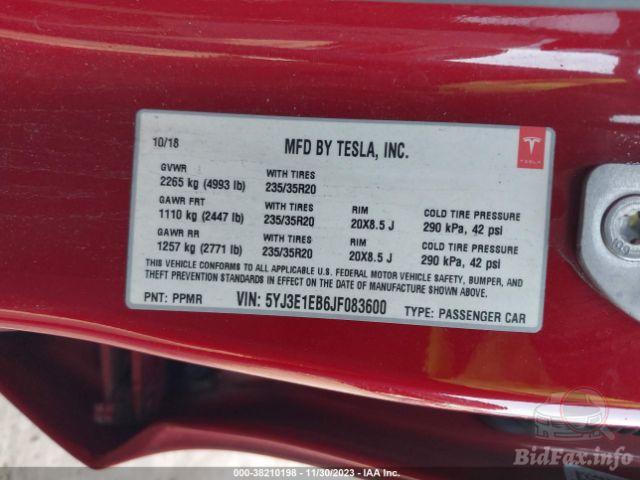 10/18
MFD BY TESLA, INC.
TESLA
GVWR WITH TIRES
2265 kg (4993 lb) 235/35R20
GAWR FRT WITH TIRES RIM COLD TIRE PRESSURE
1110 kg (2447 lb) 235/35R20 20X8.5 J 290 kPa, 42 psi
GAWR RR WITH TIRES RIM COLD TIRE PRESSURE
1257 kg (2771 lb) 235/35R20 20X8.5 J 290 kPa, 42 psi
THIS VEHICLE CONFORMS TO ALL APPLICABLE U.S. FEDERAL MOTOR VEHICLE SAFETY, BUMPER, AND
THEFT PREVENTION STANDARDS IN EFFECT ON THE DATE OF MANUFACTURE SHOWN ABOVE.
PNT: PPMR VIN: 5YJ3E1EB6JF083600 TYPE: PASSENGER CAR
000-38210198 - 11/30/2023 - IAA Inc.
BidFax.info